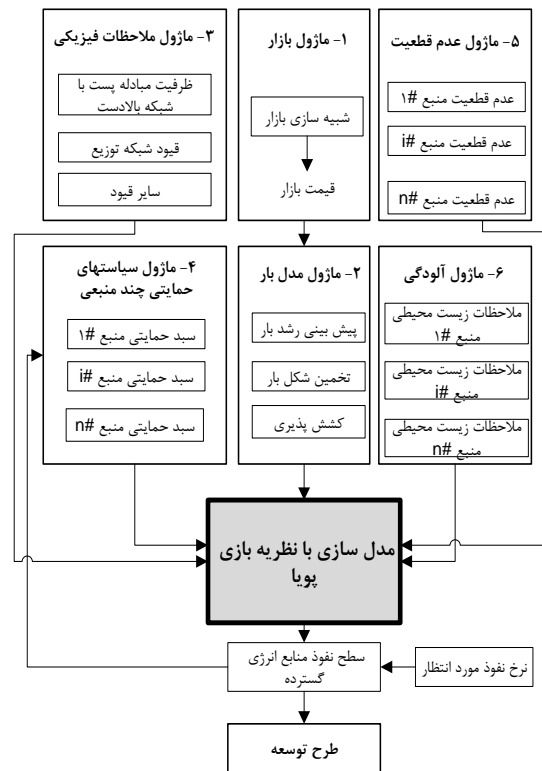 ۳- ماژول ملاحظات فیزیکی
ظرفیت مبادله پست با
شبکه بالادست
قیود شبکه توزیع
سایر قیود
۱- ماژول بازار
شبیه سازی بازار
قیمت بازار
۵- ماژول عدم قطعیت
عدم قطعیت منبع #۱
عدم قطعیت منبع #i
عدم قطعیت منبع #n
۴- ماژول سیاستهای
حمایتی چند منبعی
سبد حمایتی منبع #۱
سبد حمایتی منبع #i
سبد حمایتی منبع #n
۲- ماژول مدل بار
پیش بینی رشد بار
تخمین شکل بار
کشش پذیری
۶- ماژول آلودگی
ملاحظات زیست محیطی
منبع #۱
ملاحظات زیست محیطی
منبع #i
ملاحظات زیست محیطی
منبع #n
مدل سازی با نظریه بازی
پویا
سطح نفوذ منابع انرژی
گسترده
نرخ نفوذ مورد انتظار
طرح توسعه